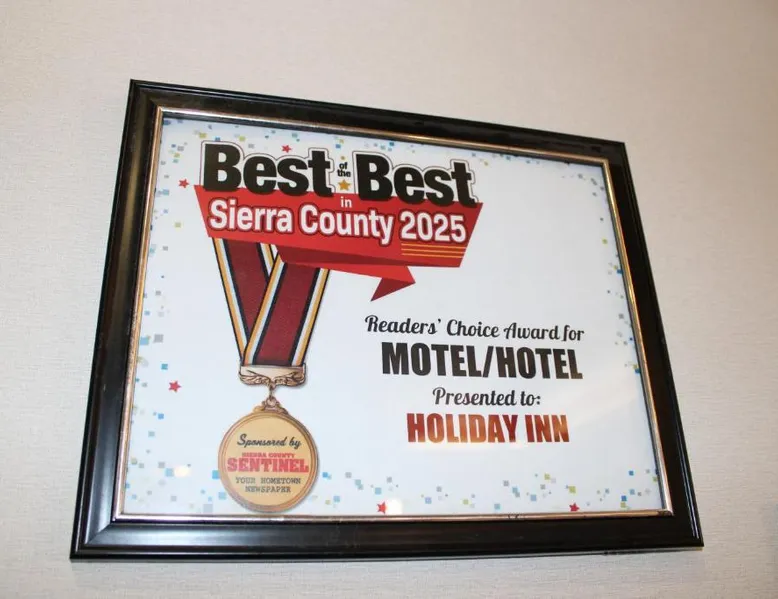 Best of the Best
in
Sierra County 2025
Readers' Choice Award for
MOTEL/HOTEL
Presented to:
HOLIDAY INN
Sponsored by
SIERRA COUNTY
SENTINEL
YOUR HOMETOWN
NEWSPAPER